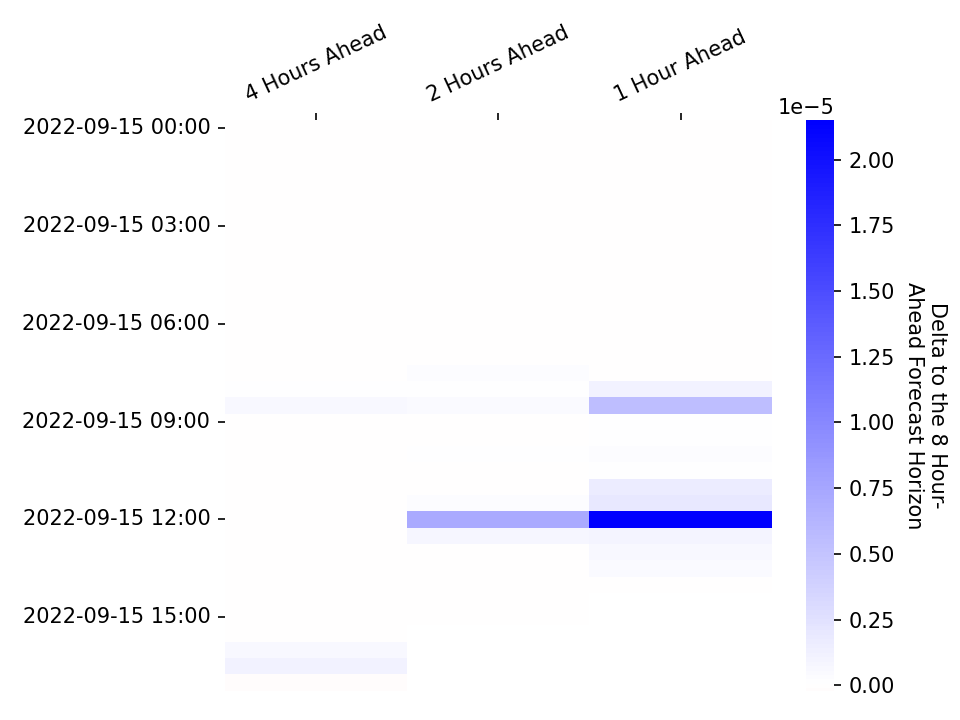 4 Hours Ahead
2 Hours Ahead
1 Hour Ahead
1e−5
2022-09-15 00:00
2022-09-15 03:00
2022-09-15 06:00
2022-09-15 09:00
2022-09-15 12:00
2022-09-15 15:00
2.00
1.75
1.50
1.25
1.00
0.75
0.50
0.25
0.00
Delta to the 8 Hour-
Ahead Forecast Horizon